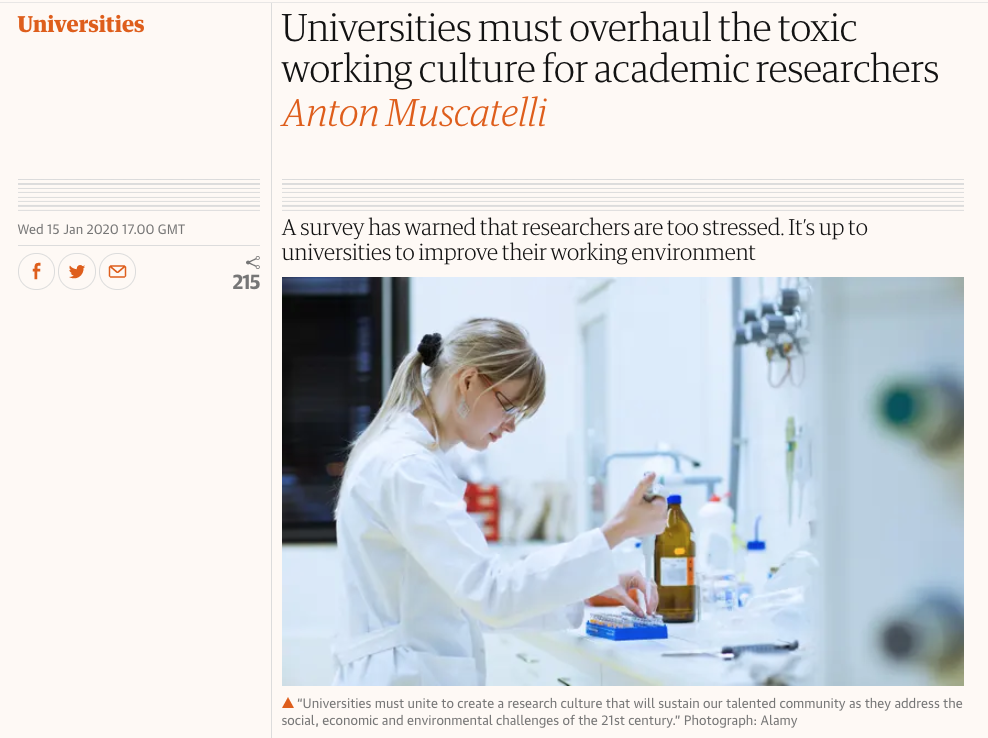 Universities
Universities must overhaul the toxic
working culture for academic researchers
Anton Muscatelli
Wed 15 Jan 2020 17.00 GMT
215
A survey has warned that researchers are too stressed. It’s up to
universities to improve their working environment
“Universities must unite to create a research culture that will sustain our talented community as they address the
social, economic and environmental challenges of the 21st century.” Photograph: Alamy